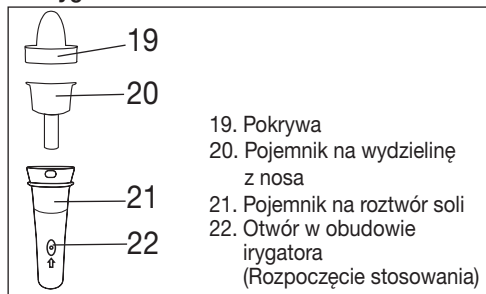 19
20
21
22
19. Pokrywa
20. Pojemnik na wydzielinę
z nosa
21. Pojemnik na roztwór soli
22. Otwór w obudowie
irygatora
(Rozpoczęcie stosowania)